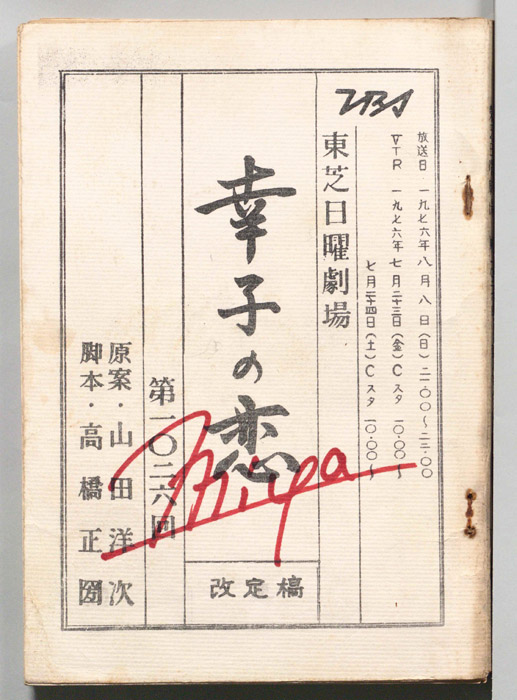 放送日 一九七六年八月八日(日)二一.〇〇~二二.〇〇
VTR 一九七六年七月二十三日(金)Cスタ 一〇.〇〇~
七月二十四日(土)Cスタ 一〇.〇〇~
TBS
東芝日曜劇場
幸子の恋
改定稿
第一〇二六回
原案・山田洋次
脚本・高橋正圀